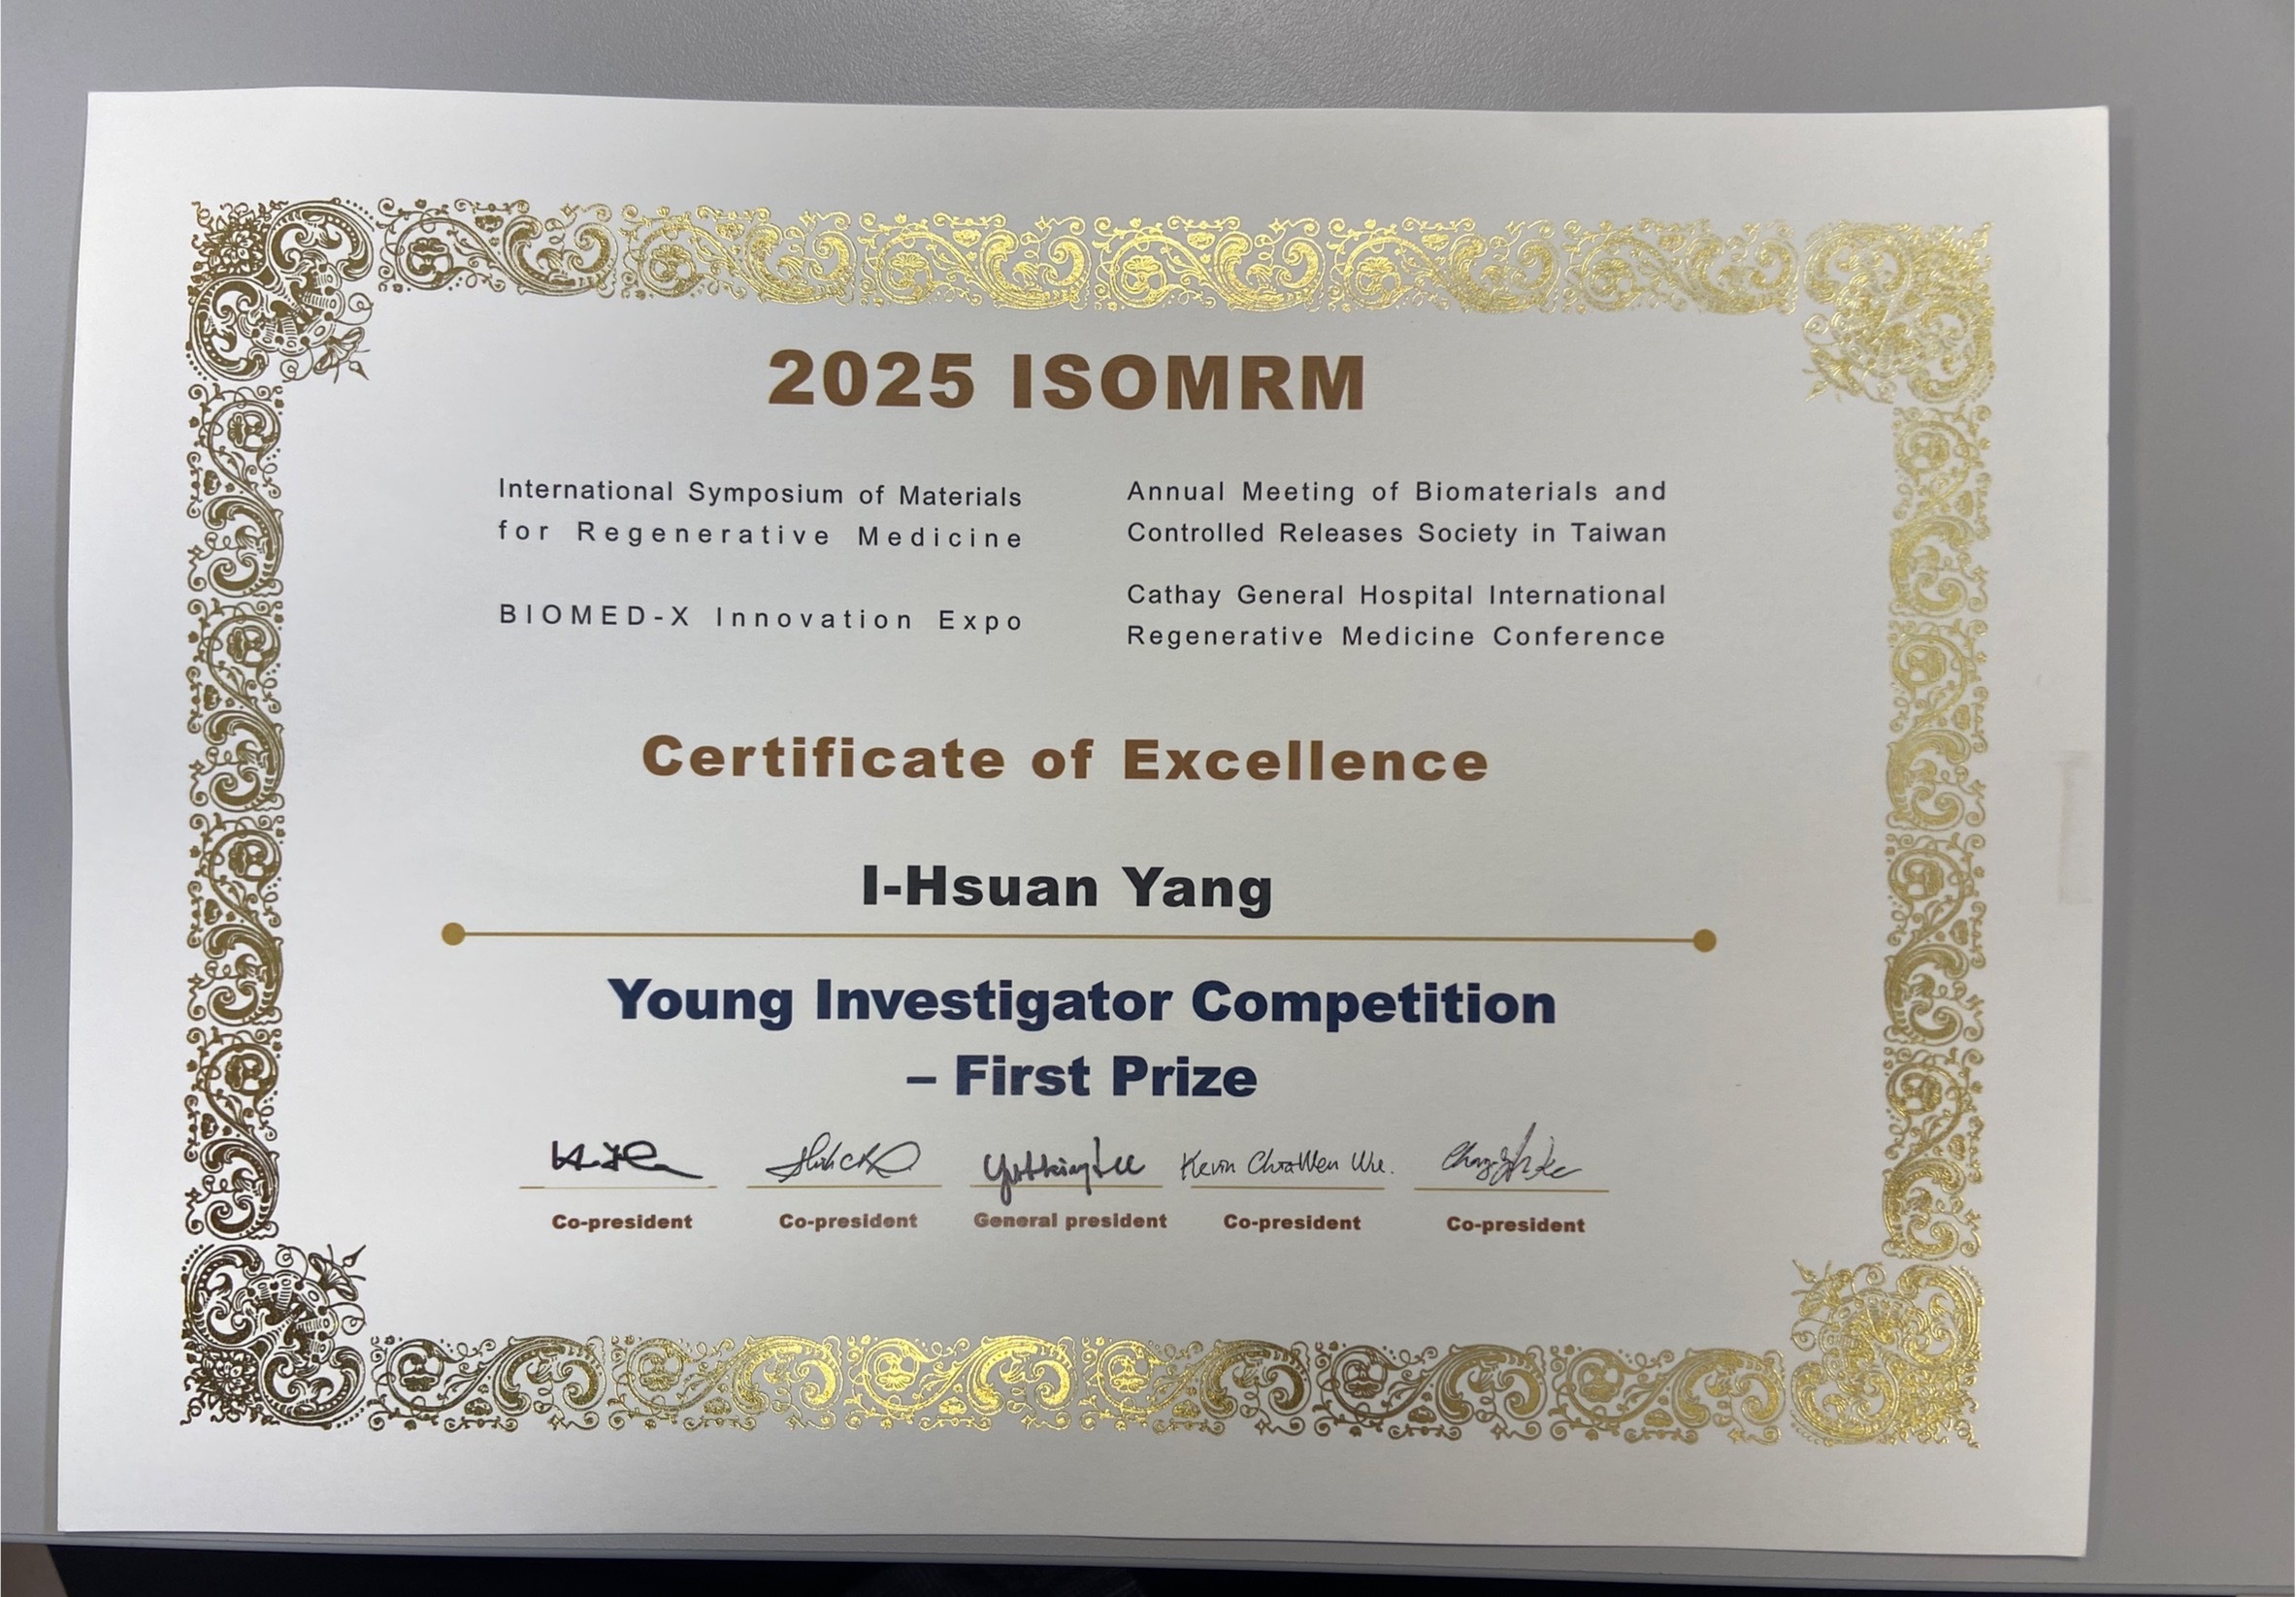 2025 ISOMRM
International Symposium of Materials
for Regenerative Medicine
BIOMED-X Innovation Expo
Annual Meeting of Biomaterials and
Controlled Releases Society in Taiwan
Cathay General Hospital International
Regenerative Medicine Conference
Certificate of Excellence
I-Hsuan Yang
Young Investigator Competition
– First Prize
Kevin
Co-president
Co-president
General president
Co-president
Co-president